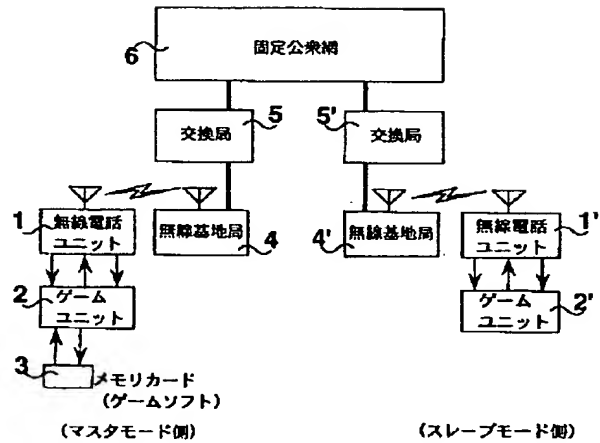 固定公衆網
6
5
交換局
5'
交換局
1
無線電話
ユニット
無線基地局
4
4'
無線基地局
無線電話
ユニット
1'
2
ゲーム
ユニット
ゲーム
ユニット
2'
3
メモリカード
(ゲームソフト)
(マスタモード側)
(スレーブモード側)